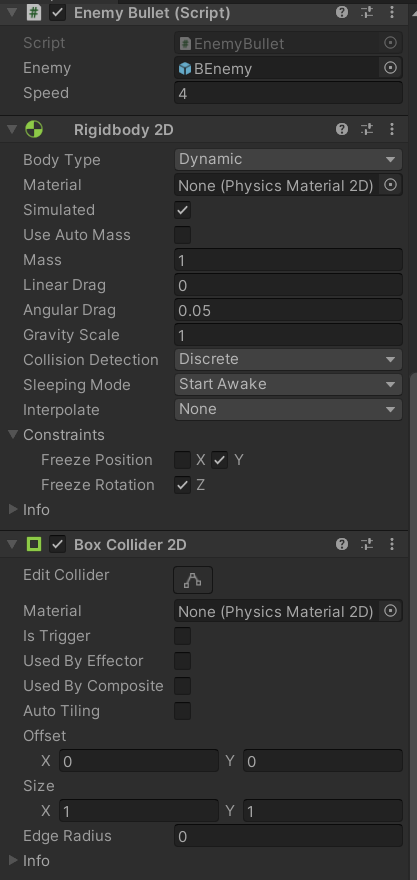 Enemy Bullet (Script)
Script EnemyBullet
Enemy BEnemy
Speed 4
Rigidbody 2D
Body Type Dynamic
Material None (Physics Material 2D)
Simulated
Use Auto Mass
Mass 1
Linear Drag 0
Angular Drag 0.05
Gravity Scale 1
Collision Detection Discrete
Sleeping Mode Start Awake
Interpolate None
Constraints
Freeze Position X Y
Freeze Rotation Z
Info
Box Collider 2D
Edit Collider
Material None (Physics Material 2D)
Is Trigger
Used By Effector
Used By Composite
Auto Tiling
Offset
X 0 Y 0
Size
X 1 Y 1
Edge Radius 0
Info